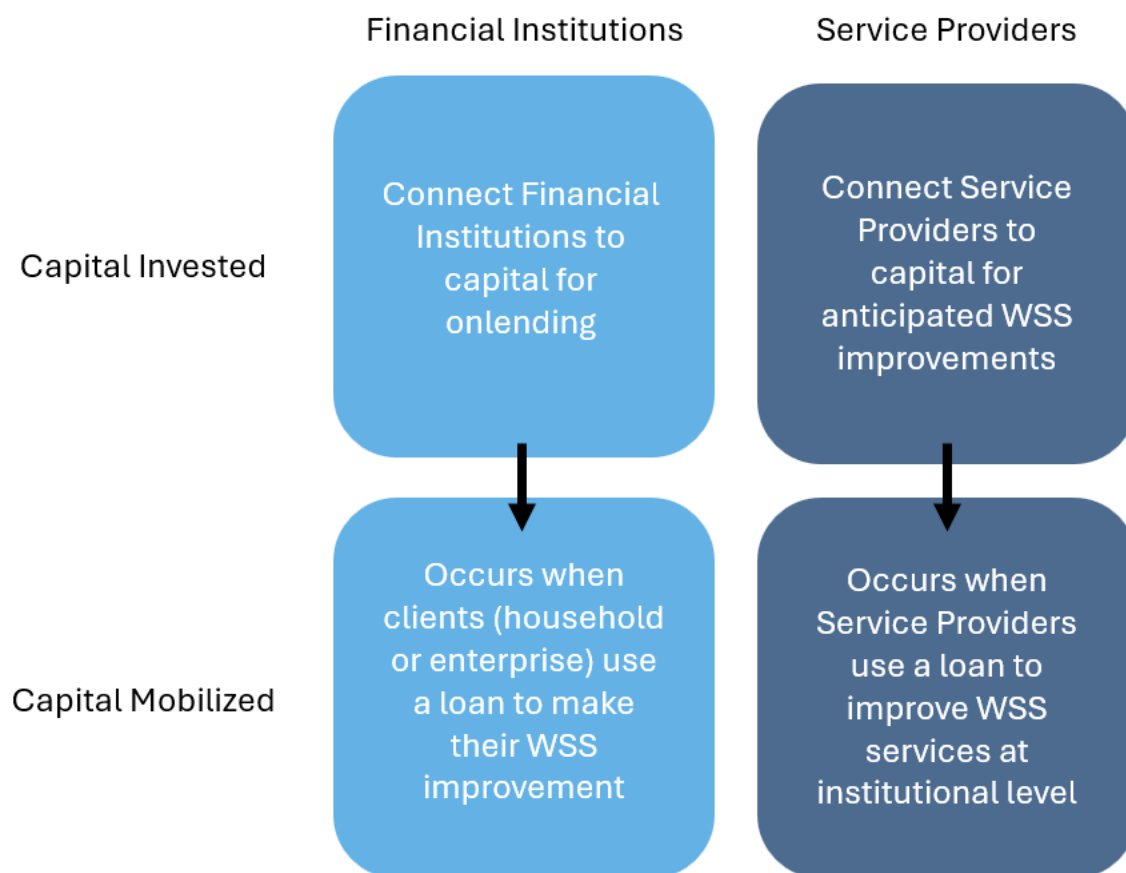 Financial Institutions
Service Providers
Capital Invested
Connect Financial
Institutions to
capital for
onlending
Connect Service
Providers to
capital for
anticipated WSS
improvements
Capital Mobilized
Occurs when
clients (household
or enterprise) use
a loan to make
their WSS
improvement
Occurs when
Service Providers
use a loan to
improve WSS
services at
institutional level